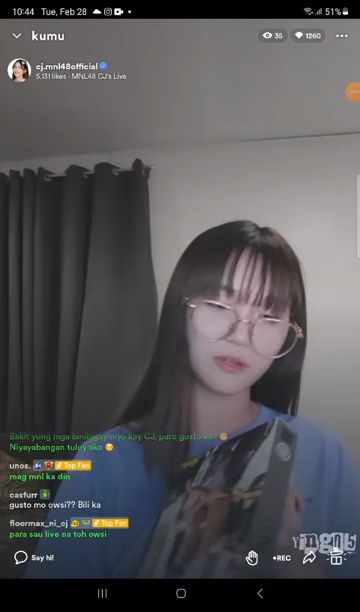 10:44 Tue, Feb 28 51%
kumu 35 1260
cj.mnl48official
5,131 likes · MNL48 CJ's Live
Bakit yung mga binibigay niyo kay CJ, puro gusto ko?
Niyayabangan tuloy ako
unos. Top Fan
mag mnl ka din
casfurr
gusto mo owsi?? Bili ka
floormax_ni_cj Top Fan
para sau live na toh owsi
Say hi! •REC